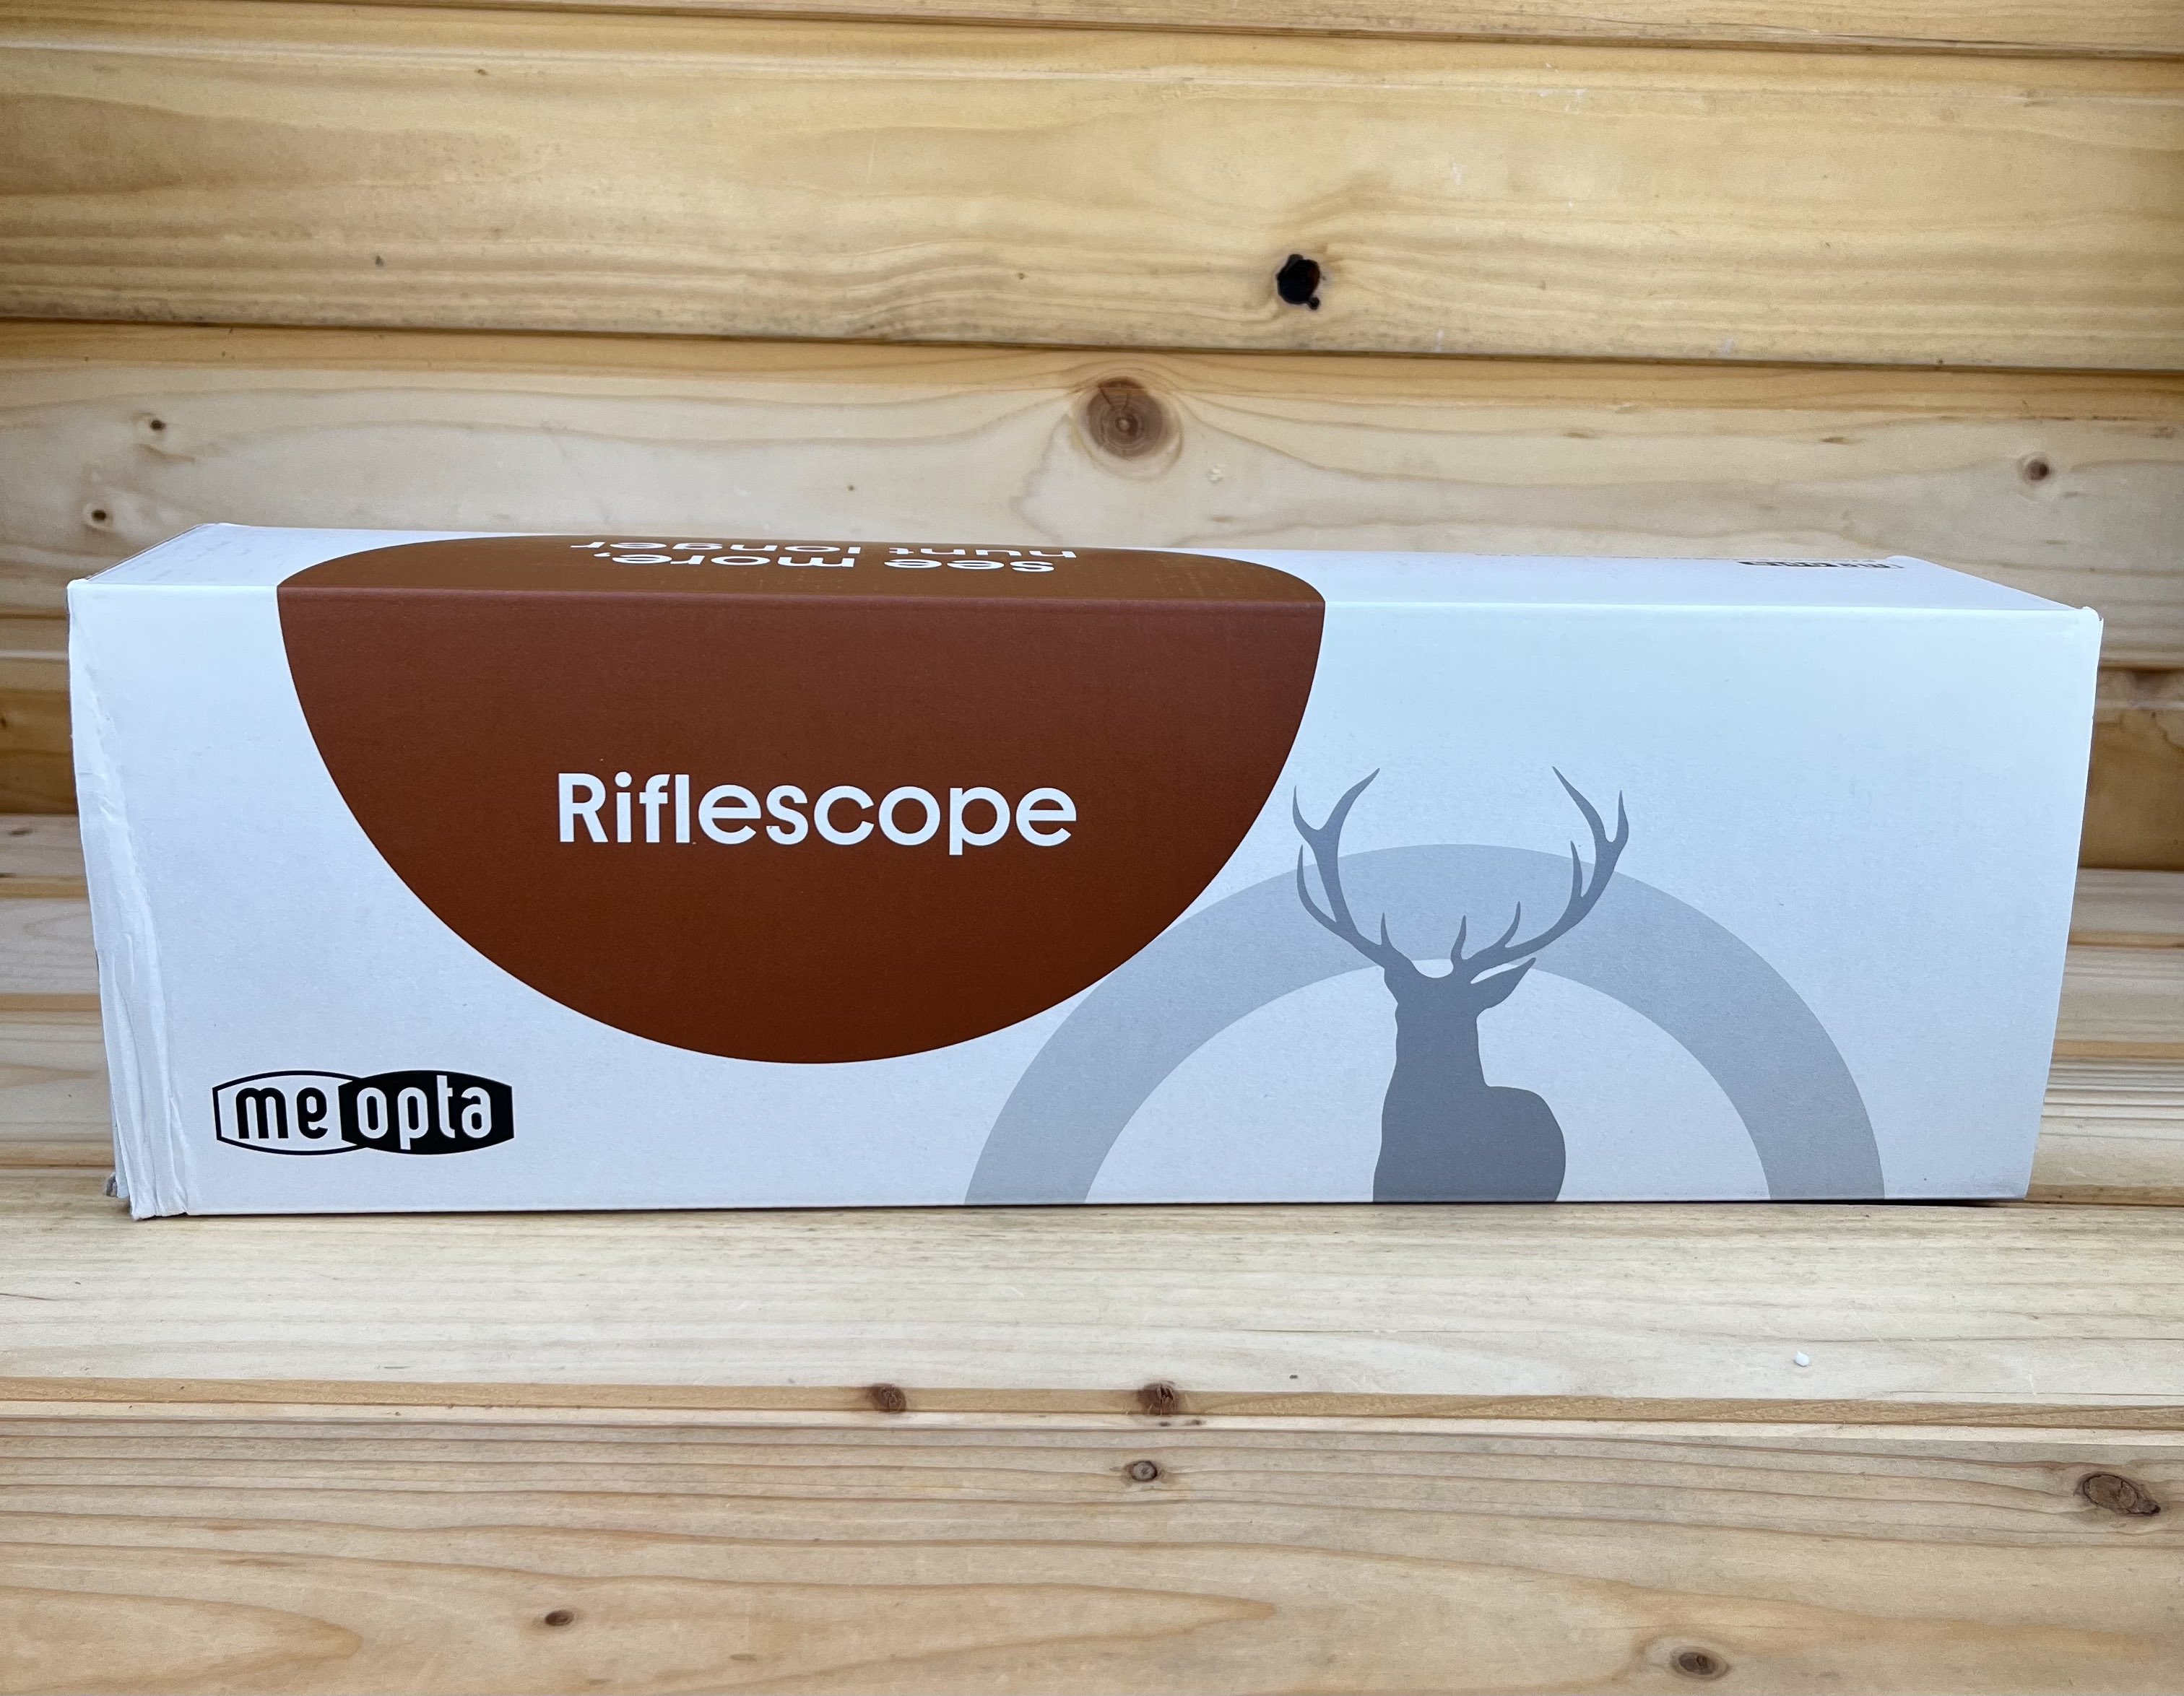 see more,
hunt longer
Riflescope
meopta